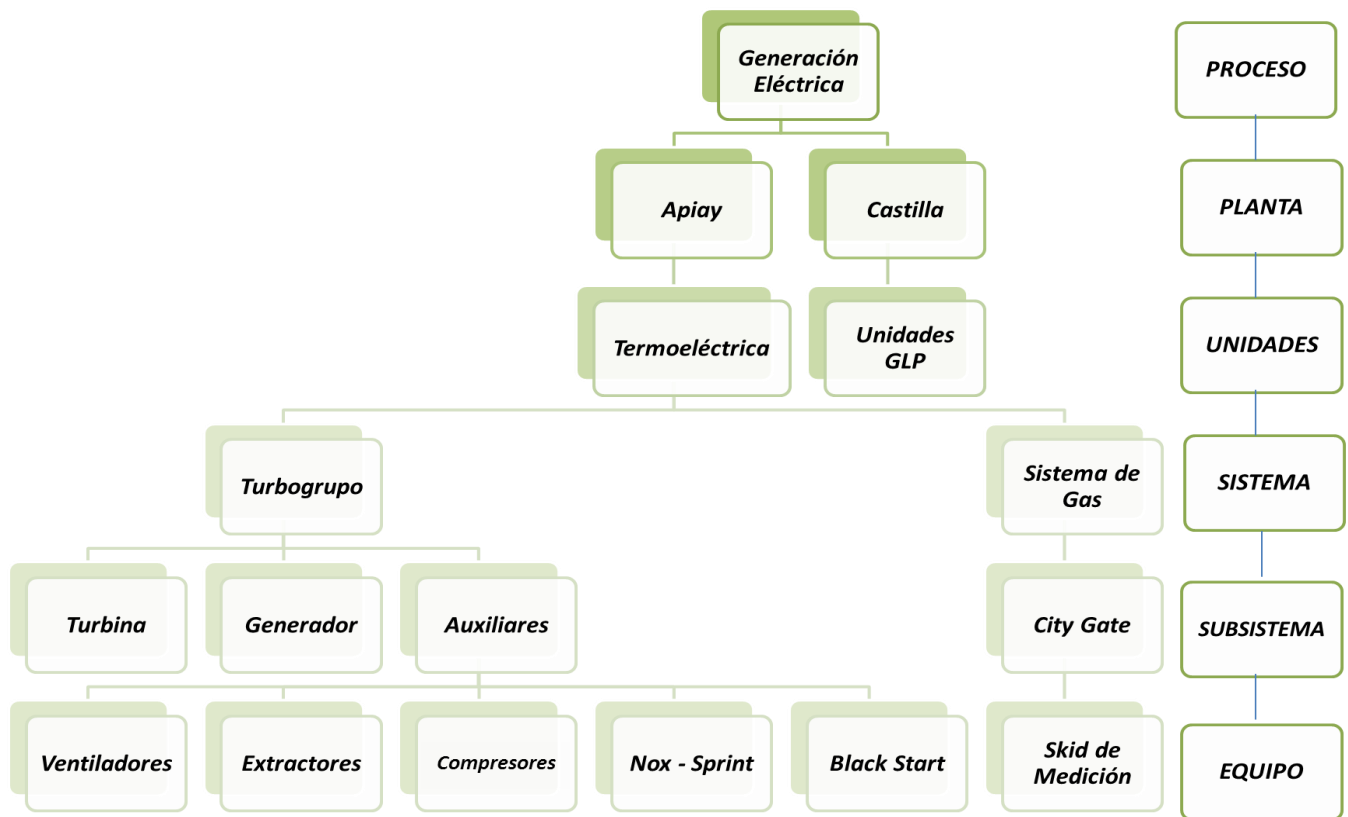 Generación
Eléctrica
PROCESO
Apiay
Castilla
PLANTA
Termoeléctrica
Unidades
GLP
UNIDADES
Turbogrupo
Sistema de
Gas
SISTEMA
Turbina
Generador
Auxiliares
City Gate
SUBSISTEMA
Ventiladores
Extractores
Compresores
Nox - Sprint
Black Start
Skid de
Medición
EQUIPO